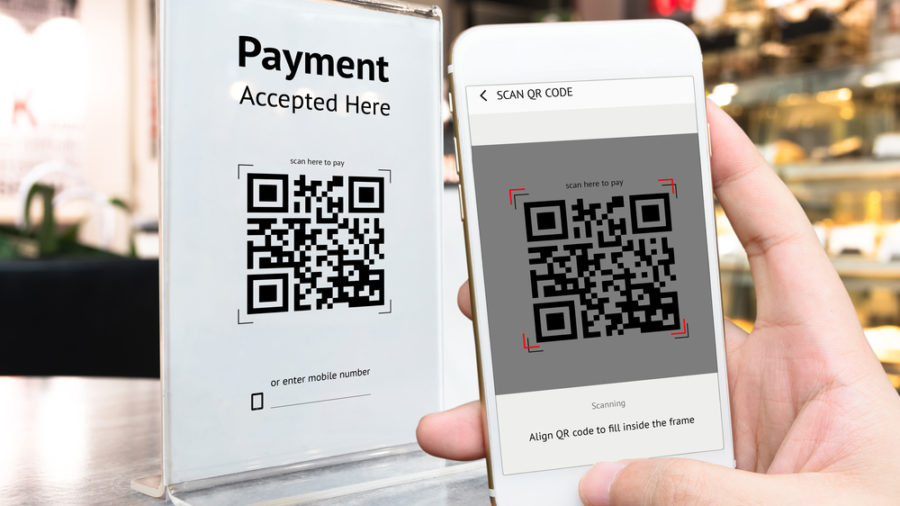 Payment
Accepted Here
scan here to pay
or enter mobile number
SCAN QR CODE
scan here to pay
Scanning
Align QR code to fill inside the frame